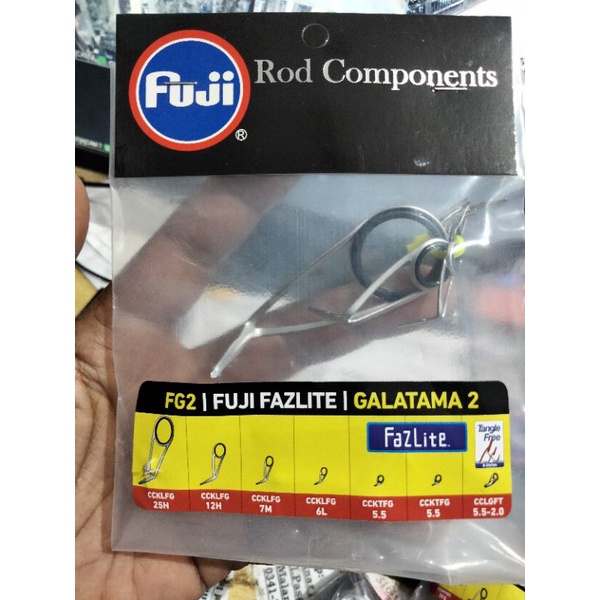 FUJI
®
Rod Components
FG2 | FUJI FAZLITE | GALATAMA 2
FazLite.
Tangle
Free
CCKLFG
25H
CCKLFG
12H
CCKLFG
7M
CCKLFG
6L
CCKTFG
5.5
CCKTFG
5.5
CCLGFT
5.5-2.0